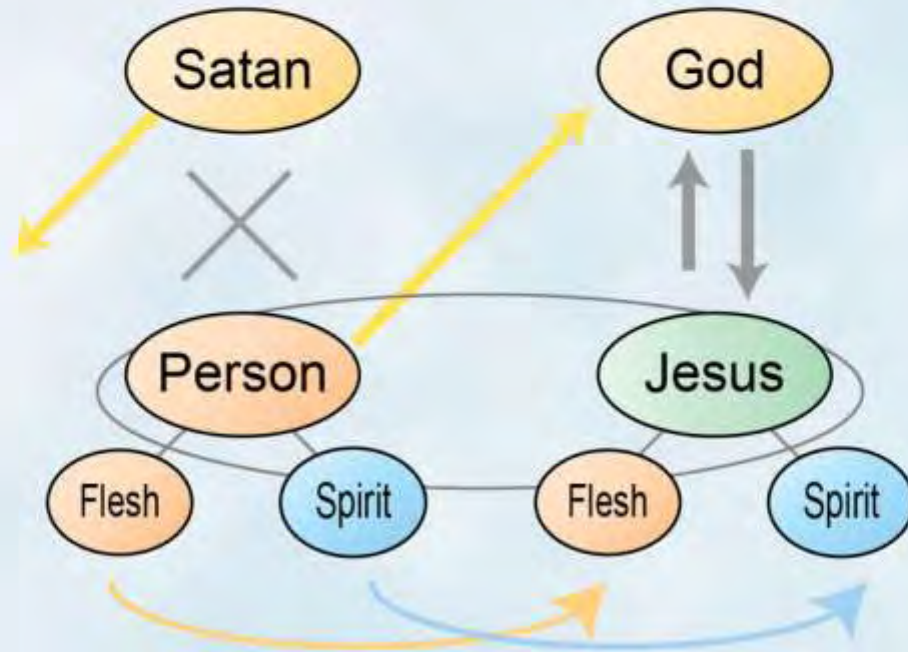 Satan
God
Person
Jesus
Flesh
Spirit
Flesh
Spirit